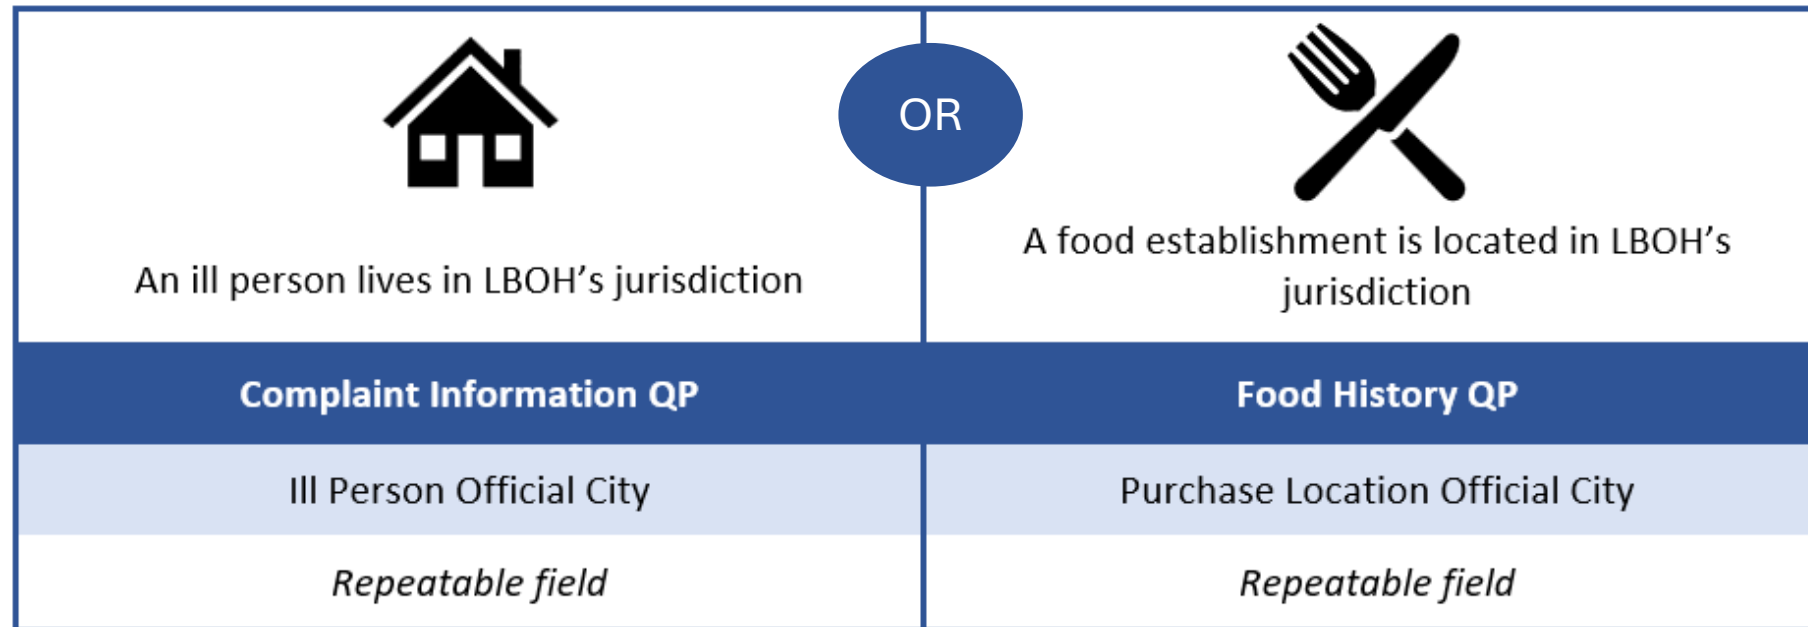 OR
An ill person lives in LBOH’s jurisdiction
A food establishment is located in LBOH’s
jurisdiction
Complaint Information QP
Food History QP
Ill Person Official City
Purchase Location Official City
Repeatable field
Repeatable field